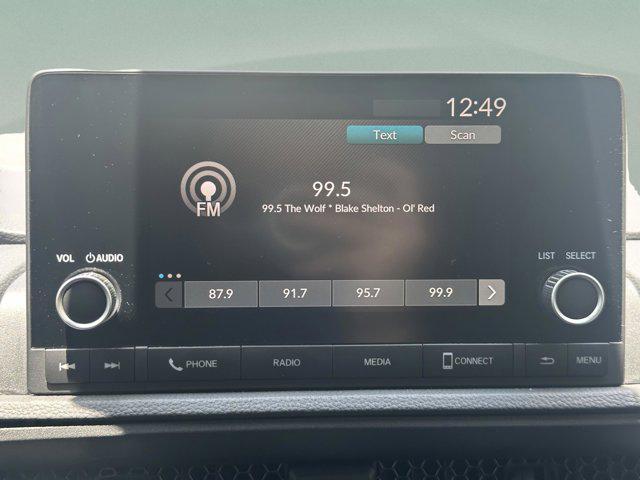 12:49
Text Scan
99.5
FM
99.5 The Wolf * Blake Shelton - Ol' Red
VOL AUDIO
LIST SELECT
87.9 91.7 95.7 99.9
PHONE RADIO MEDIA CONNECT MENU